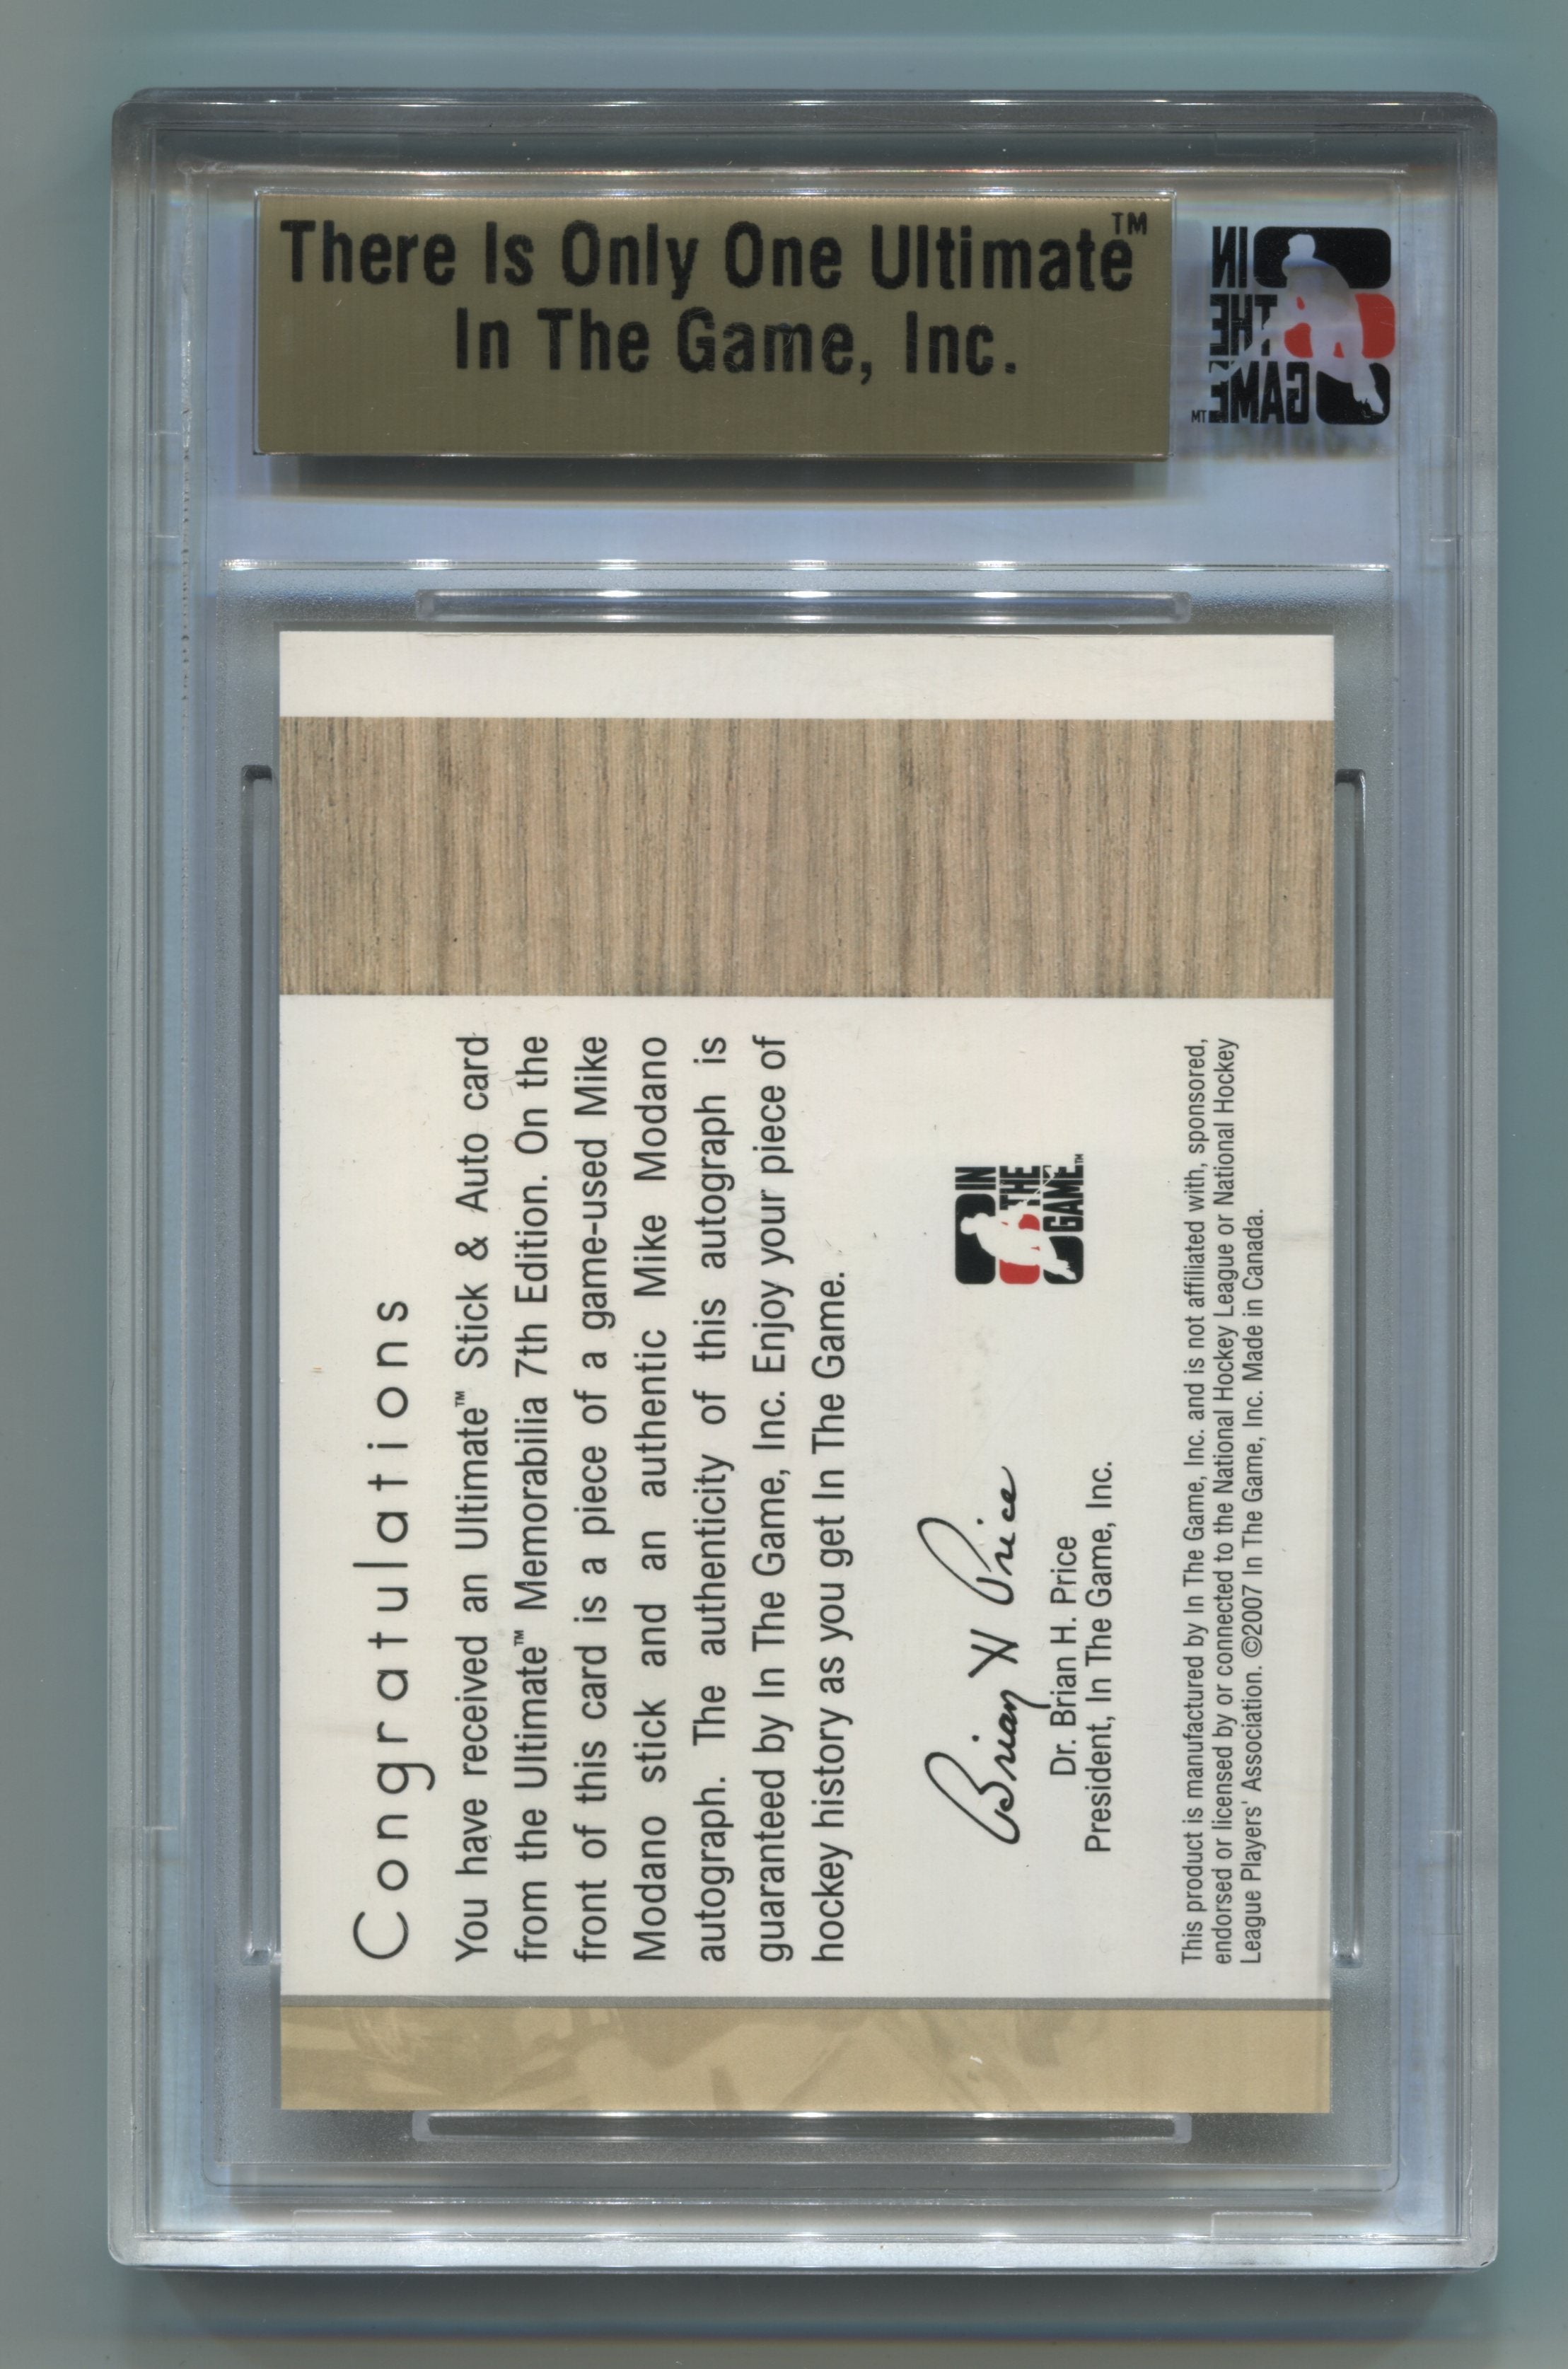 There Is Only One Ultimate™
In The Game, Inc.
IN
THE
GAME™
Congratulations
You have received an Ultimate™ Stick & Auto card
from the Ultimate™ Memorabilia 7th Edition. On the
front of this card is a piece of a game-used Mike
Modano stick and an authentic Mike Modano
autograph. The authenticity of this autograph is
guaranteed by In The Game, Inc. Enjoy your piece of
hockey history as you get In The Game.
Brian H Price
Dr. Brian H. Price
President, In The Game, Inc.
IN
THE
GAME™
This product is manufactured by In The Game, Inc. and is not affiliated with, sponsored,
endorsed or licensed by or connected to the National Hockey League or National Hockey
League Players' Association. ©2007 In The Game, Inc. Made in Canada.